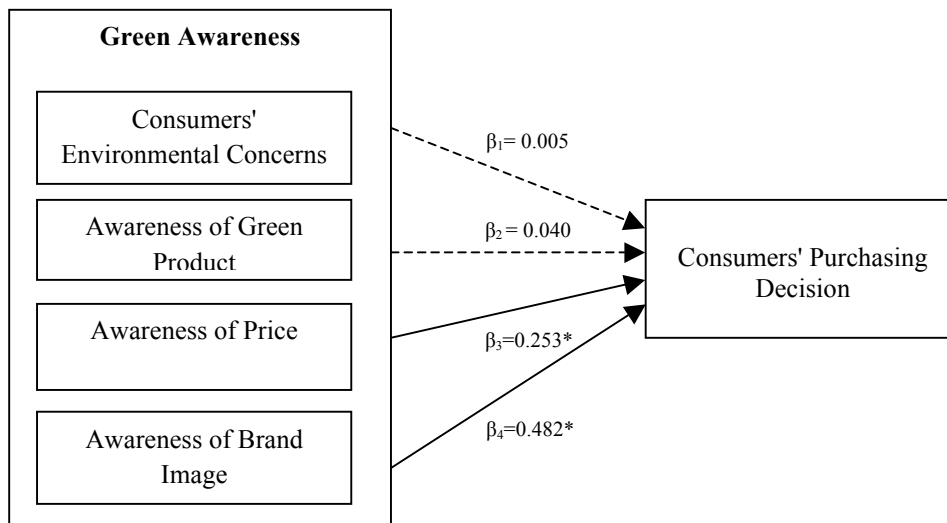 Green Awareness
Consumers'
Environmental Concerns
Awareness of Green
Product
Awareness of Price
Awareness of Brand
Image
β₁= 0.005
β₂ = 0.040
β₃=0.253*
β₄=0.482*
Consumers' Purchasing
Decision